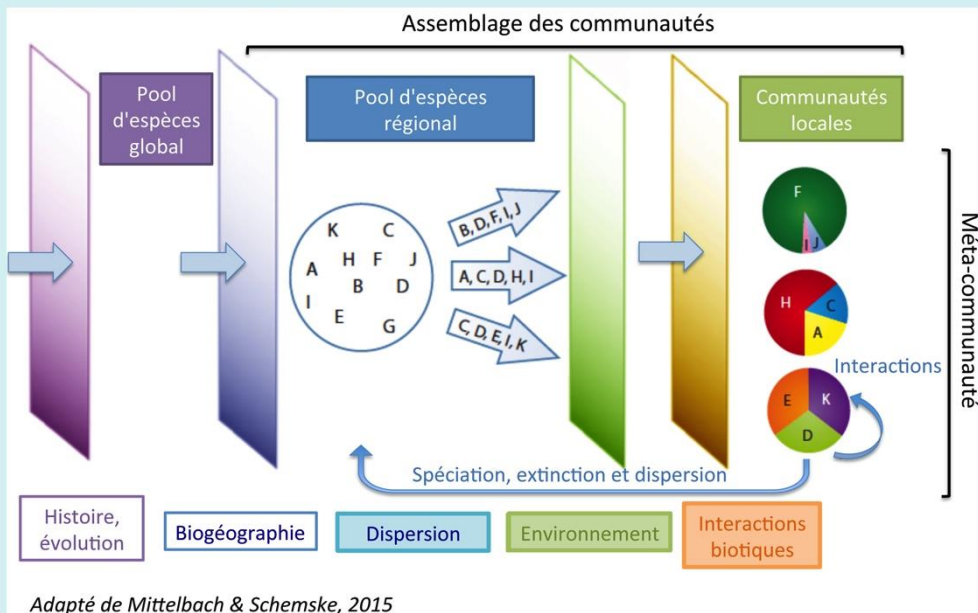 Assemblage des communautés
Pool
d'espèces
global
Pool d'espèces
régional
Communautés
locales
K C
H F J
A
B D
I
E G
B, D, F, I, J
A, C, D, H, I
C, D, E, I, K
F
I J
H C
A
E K
D
Interactions
Méta-communauté
Spéciation, extinction et dispersion
Histoire,
évolution
Biogéographie
Dispersion
Environnement
Interactions
biotiques
Adapté de Mittelbach & Schemske, 2015